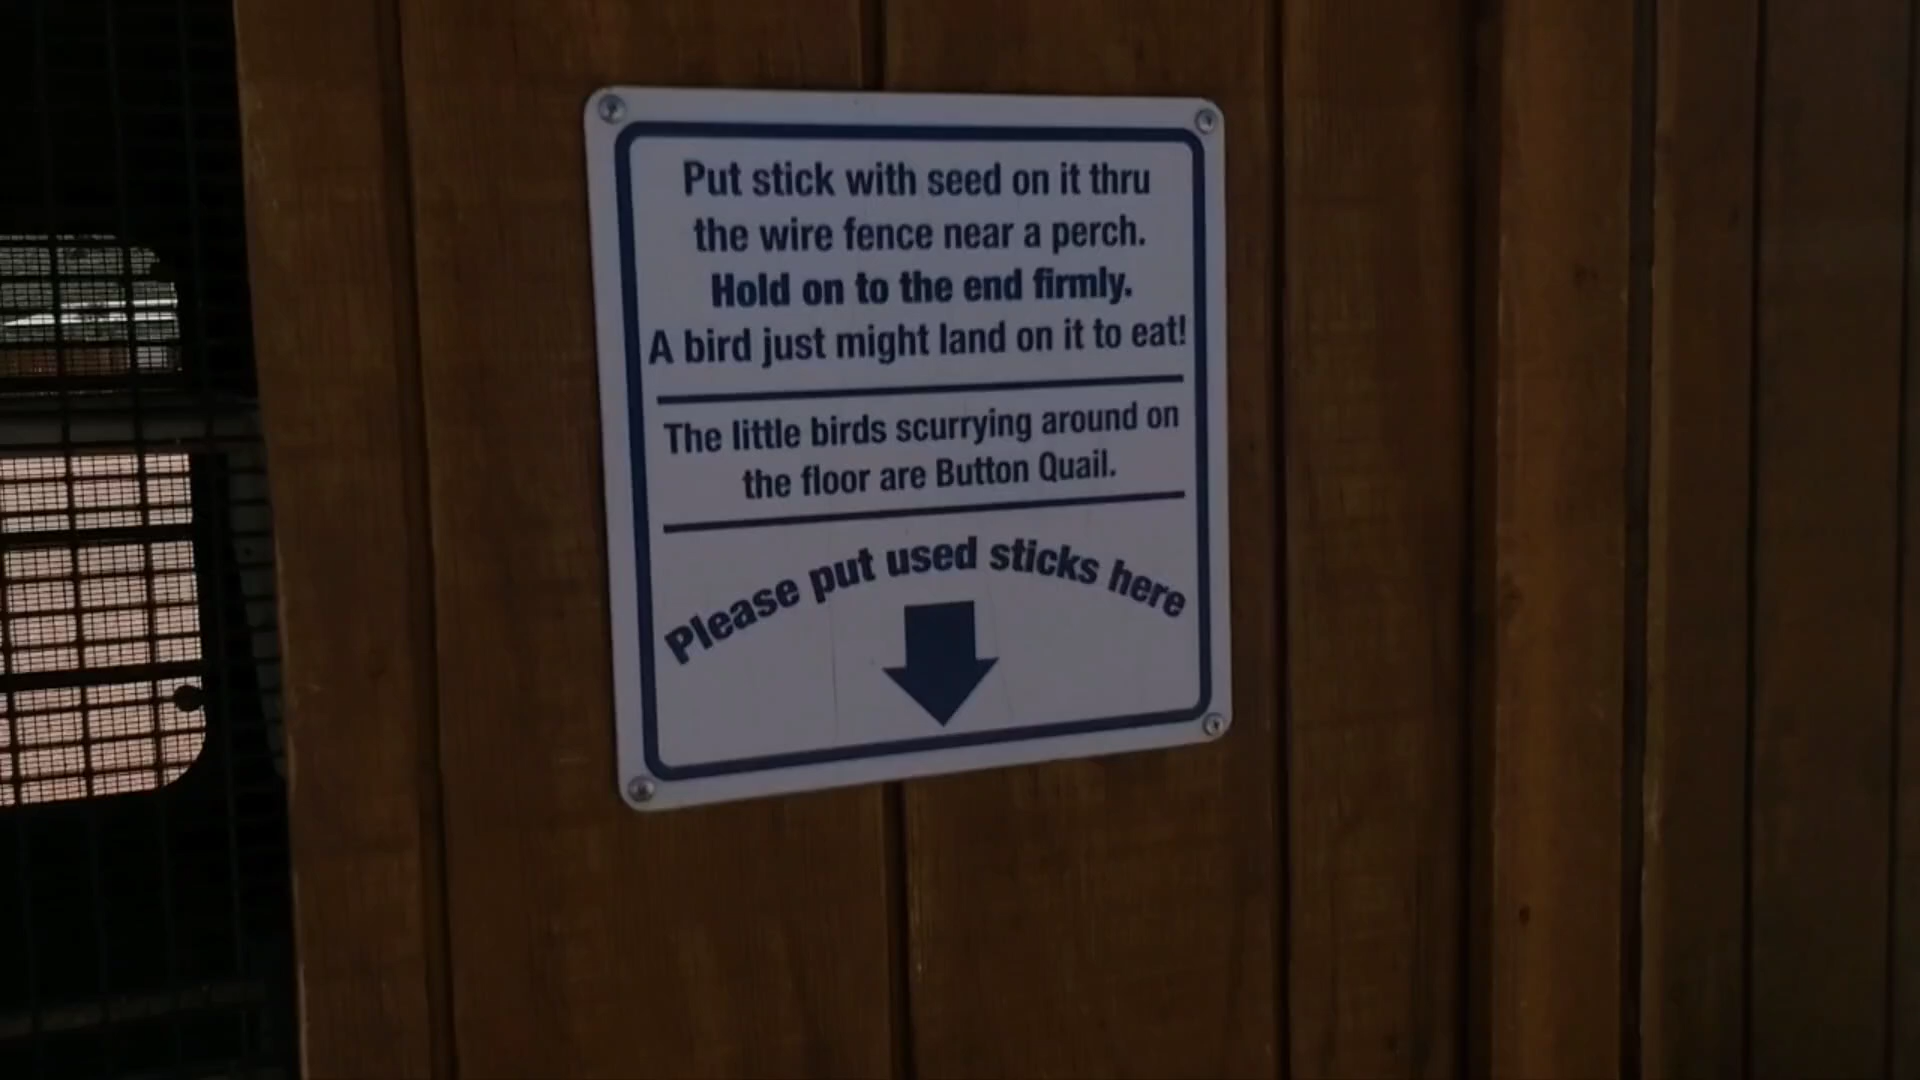 Put stick with seed on it thru
the wire fence near a perch.
Hold on to the end firmly.
A bird just might land on it to eat!
The little birds scurrying around on
the floor are Button Quail.
Please put used sticks here